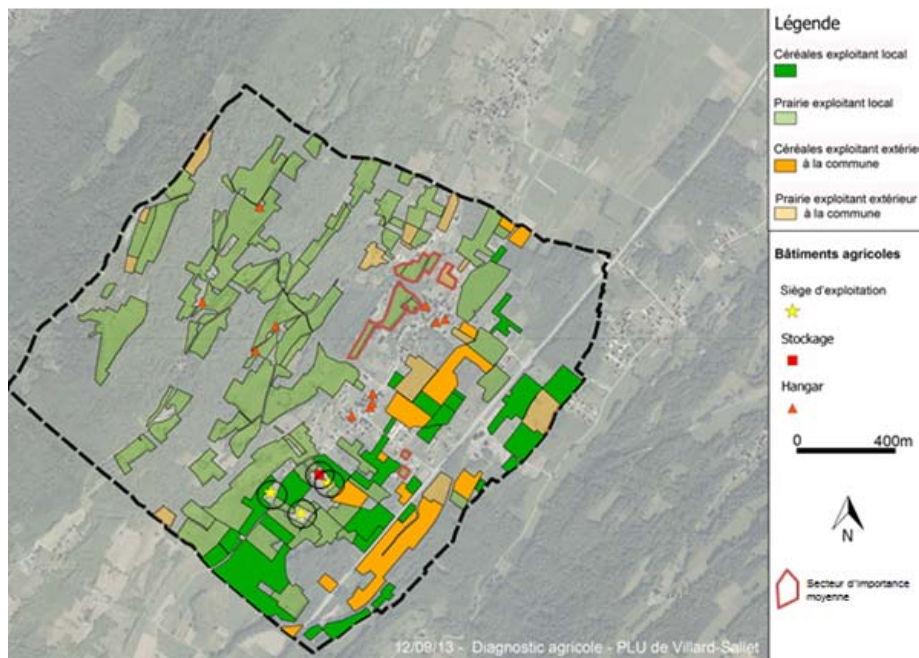 Légende
Céréales exploitant local
Prairie exploitant local
Céréales exploitant extérieur
à la commune
Prairie exploitant extérieur
à la commune
Bâtiments agricoles
Siège d'exploitation
Stockage
Hangar
0 400m
N
Secteur d'importance
moyenne
12/09/13 - Diagnostic agricole - PLU de Villard-Sallet